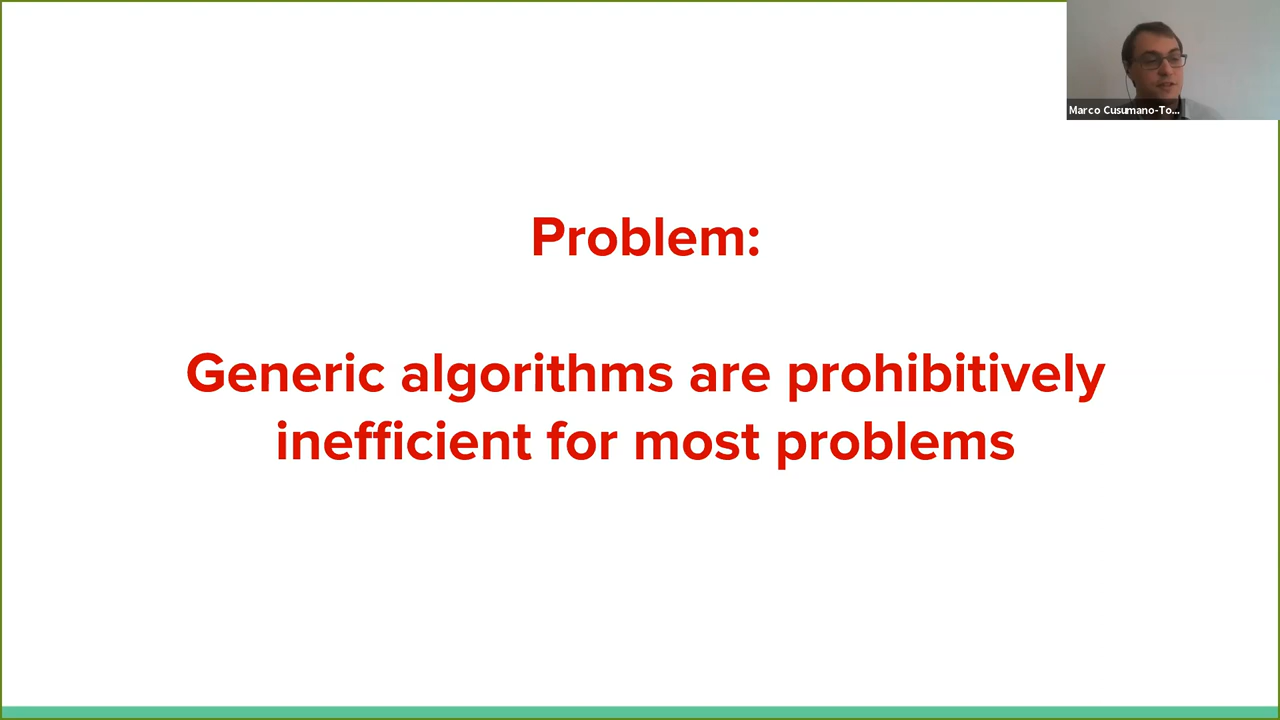 Marco Cusumano-To...
Problem:
Generic algorithms are prohibitively
inefficient for most problems